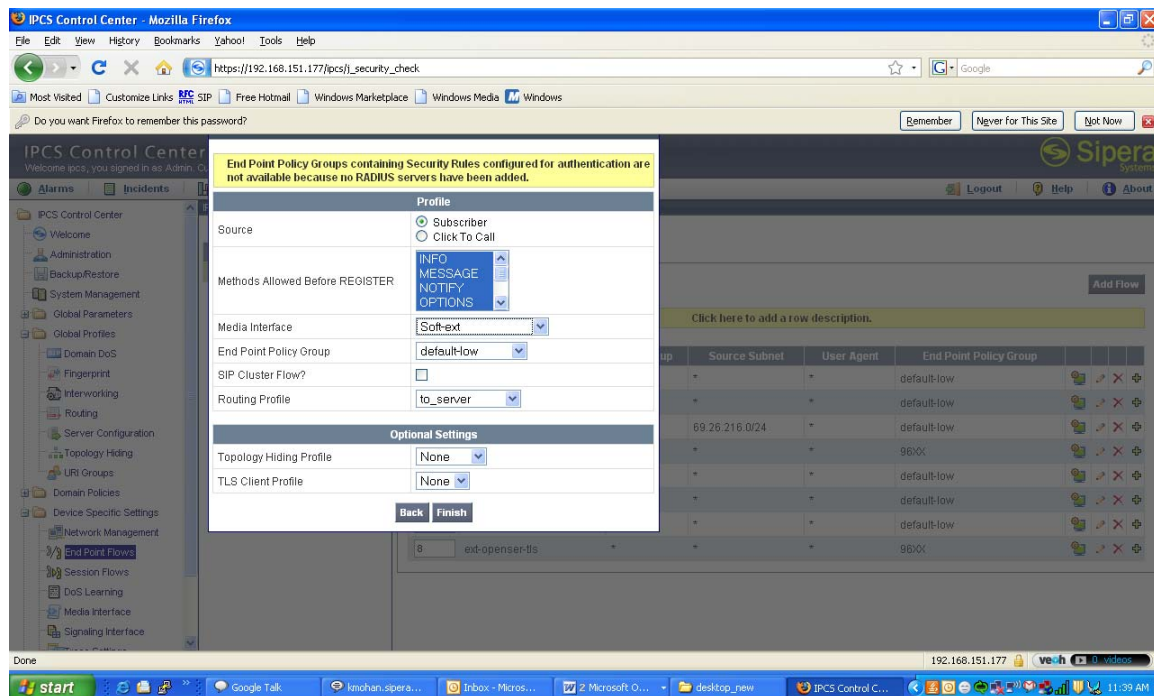 IPCS Control Center - Mozilla Firefox
File Edit View History Bookmarks Yahoo! Tools Help
https://192.168.151.177/ipcs/j_security_check
Google
Most Visited Customize Links RFC HTML SIP Free Hotmail Windows Marketplace Windows Media Windows
Do you want Firefox to remember this password? Remember Never for This Site Not Now
IPCS Control Center
Welcome ipcs, you signed in as Admin.
Sipera
Systems
Alarms Incidents Logout Help About
IPCS Control Center
Welcome
Administration
Backup/Restore
System Management
Global Parameters
Global Profiles
Domain DoS
Fingerprint
Interworking
Routing
Server Configuration
Topology Hiding
URI Groups
Domain Policies
Device Specific Settings
Network Management
End Point Flows
Session Flows
DoS Learning
Media Interface
Signaling Interface
End Point Policy Groups containing Security Rules configured for authentication are
not available because no RADIUS servers have been added.
Profile
Source
Subscriber
Click To Call
Methods Allowed Before REGISTER
INFO
MESSAGE
NOTIFY
OPTIONS
Media Interface Soft-ext
End Point Policy Group default-low
SIP Cluster Flow?
Routing Profile to_server
Optional Settings
Topology Hiding Profile None
TLS Client Profile None
Back Finish
Add Flow
Click here to add a row description.
Source Subnet User Agent End Point Policy Group
* * default-low
* * default-low
69.26.216.0/24 * default-low
* * 96XX
* * default-low
* * default-low
* * default-low
8 ext-openser-tls * * * 96XX
Done 192.168.151.177 veoh 0 videos
start Google Talk kmohan.sipera... Inbox - Micros... 2 Microsoft O... desktop_new IPCS Control C... 11:39 AM